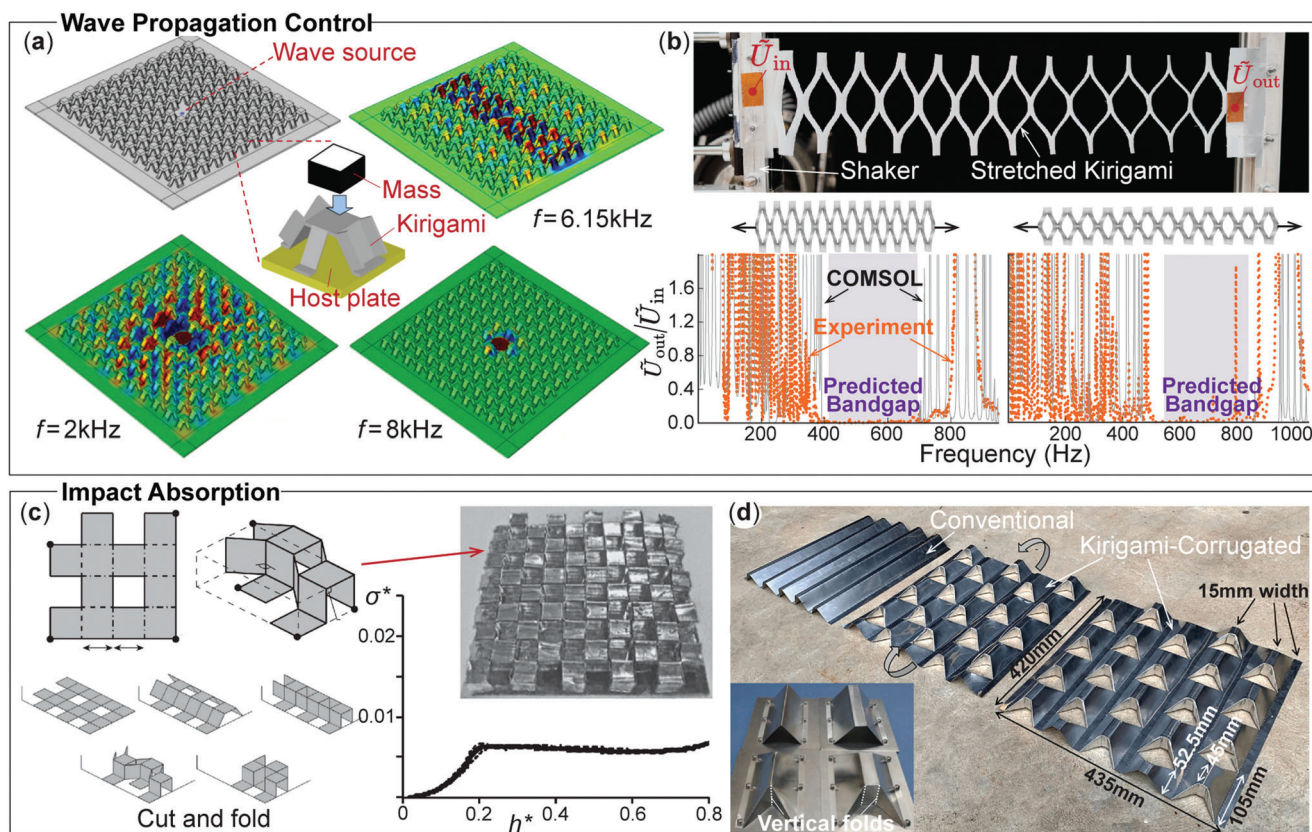 Wave Propagation Control
(a)
Wave source
Mass
Kirigami
Host plate
f=6.15kHz
f=2kHz
f=8kHz
(b)
Ũin
Ũout
Shaker
Stretched Kirigami
Ũout/Ũin
1.6
1.2
0.8
0.4
0.0
COMSOL
Experiment
Predicted
Bandgap
Predicted
Bandgap
200 400 600 800
200 400 600 800 1000
Frequency (Hz)
Impact Absorption
(c)
σ*
0.02
0.01
0 0.2 0.4 0.6 0.8
h*
Cut and fold
(d)
Conventional
Kirigami-Corrugated
15mm width
420mm
52.5mm
45mm
435mm
105mm
Vertical folds